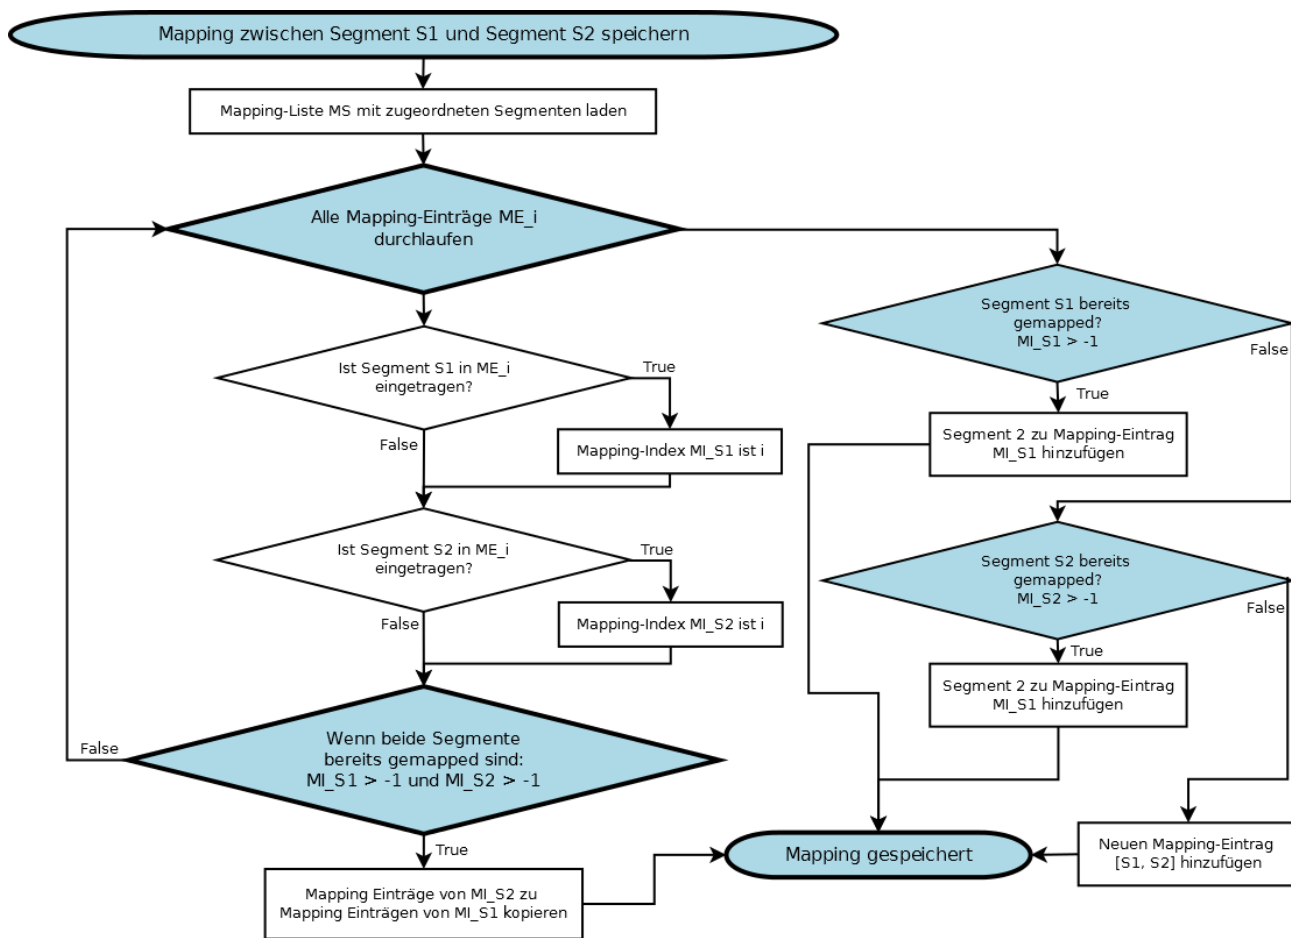 Mapping zwischen Segment S1 und Segment S2 speichern
Mapping-Liste MS mit zugeordneten Segmenten laden
Alle Mapping-Einträge ME_i
durchlaufen
Ist Segment S1 in ME_i
eingetragen?
True
False
Mapping-Index MI_S1 ist i
Ist Segment S2 in ME_i
eingetragen?
True
False
Mapping-Index MI_S2 ist i
Wenn beide Segmente
bereits gemapped sind:
MI_S1 > -1 und MI_S2 > -1
False
True
Mapping Einträge von MI_S2 zu
Mapping Einträgen von MI_S1 kopieren
Segment S1 bereits
gemapped?
MI_S1 > -1
False
True
Segment 2 zu Mapping-Eintrag
MI_S1 hinzufügen
Segment S2 bereits
gemapped?
MI_S2 > -1
False
True
Segment 2 zu Mapping-Eintrag
MI_S1 hinzufügen
Neuen Mapping-Eintrag
[S1, S2] hinzufügen
Mapping gespeichert